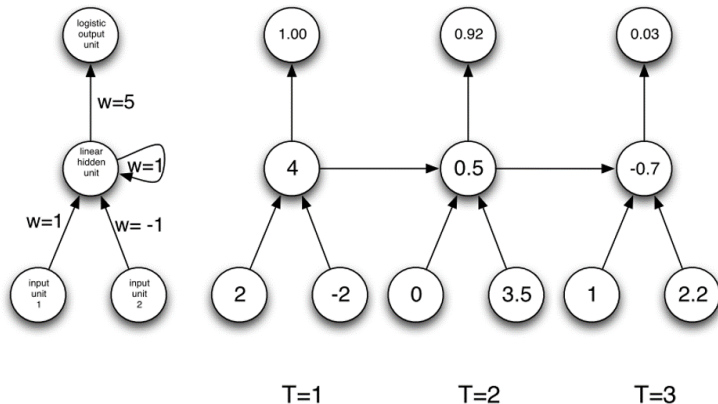 logistic
output
unit
1.00
0.92
0.03
w=5
linear
hidden
unit
w=1
4
0.5
-0.7
w=1
w= -1
input
unit
1
input
unit
2
2
-2
0
3.5
1
2.2
T=1
T=2
T=3